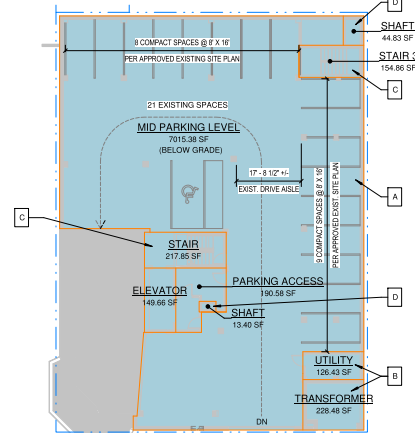 D
SHAFT
44.83 SF
8 COMPACT SPACES @ 8' X 16'
PER APPROVED EXISTING SITE PLAN
STAIR 3
154.86 SF
C
21 EXISTING SPACES
MID PARKING LEVEL
7015.38 SF
(BELOW GRADE)
17' - 8 1/2" +/-
EXIST. DRIVE AISLE
9 COMPACT SPACES @ 8' X 16'
PER APPROVED EXIST. SITE PLAN
A
C
STAIR
217.85 SF
ELEVATOR
149.66 SF
PARKING ACCESS
190.58 SF
D
SHAFT
13.40 SF
UTILITY
126.43 SF
B
TRANSFORMER
228.48 SF
DN